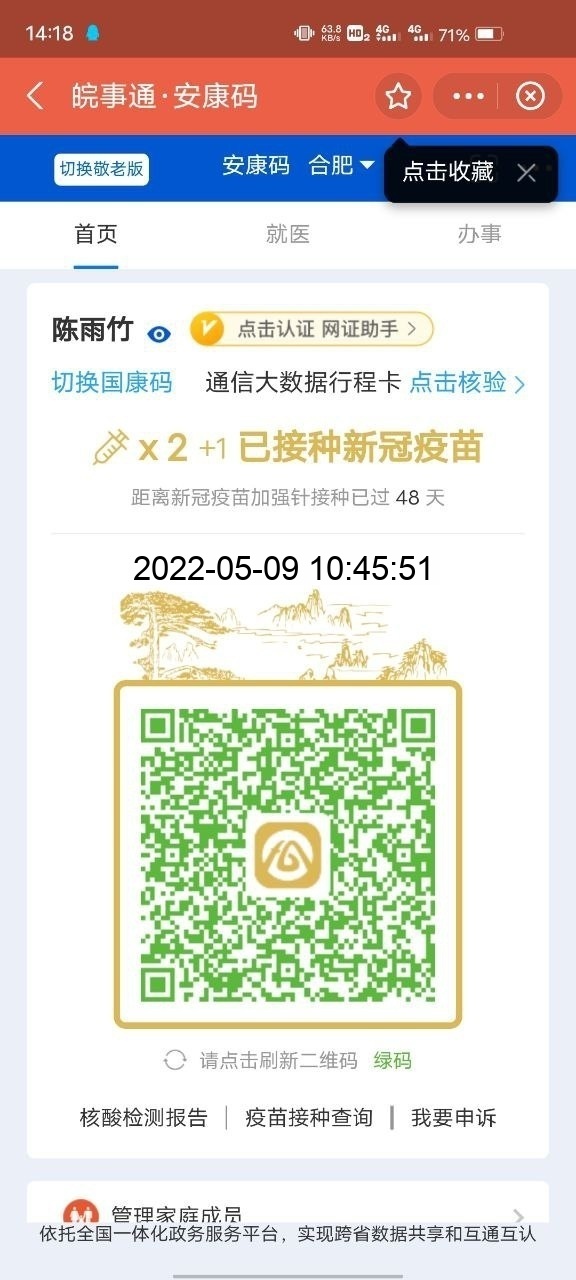 14:18 63.8 KB/s HD2 4G 4G 71%
皖事通·安康码
切换敬老版 安康码 合肥 点击收藏
首页 就医 办事
陈雨竹 点击认证 网证助手
切换国康码 通信大数据行程卡 点击核验
x 2 +1 已接种新冠疫苗
距离新冠疫苗加强针接种已过 48 天
2022-05-09 10:45:51
请点击刷新二维码 绿码
核酸检测报告 | 疫苗接种查询 | 我要申诉
管理家庭成员
依托全国一体化政务服务平台，实现跨省数据共享和互通互认